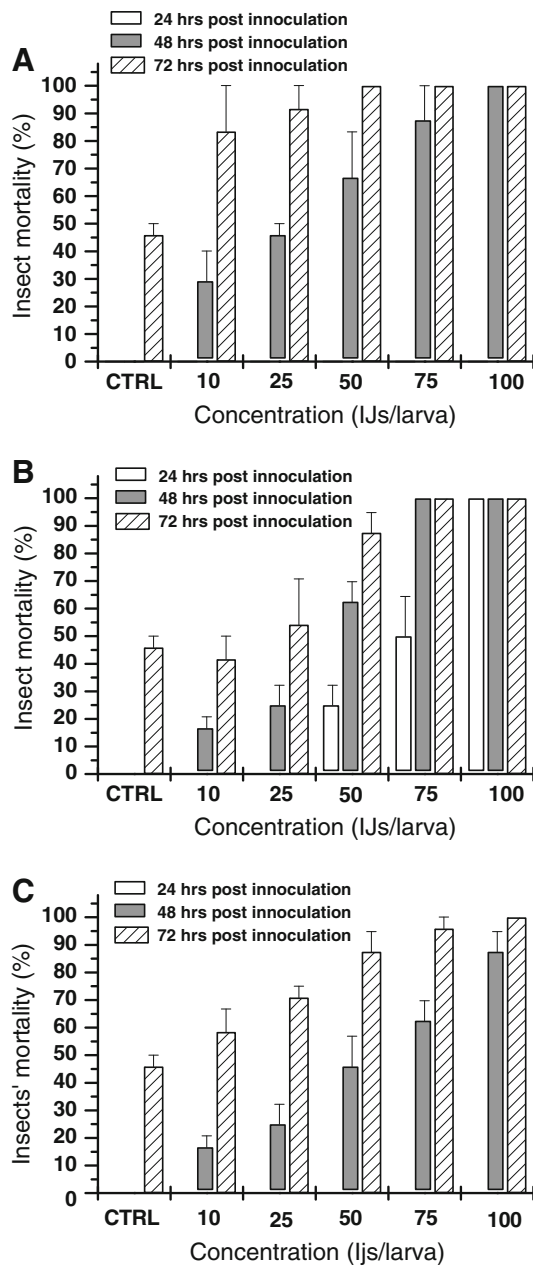 24 hrs post innoculation
48 hrs post innoculation
72 hrs post innoculation
A
Insect mortality (%)
100
90
80
70
60
50
40
30
20
10
0
CTRL 10 25 50 75 100
Concentration (IJs/larva)
B
24 hrs post innoculation
48 hrs post innoculation
72 hrs post innoculation
Insect mortality (%)
100
90
80
70
60
50
40
30
20
10
0
CTRL 10 25 50 75 100
Concentration (IJs/larva)
C
24 hrs post innoculation
48 hrs post innoculation
72 hrs post innoculation
Insects' mortality (%)
100
90
80
70
60
50
40
30
20
10
0
CTRL 10 25 50 75 100
Concentration (Ijs/larva)